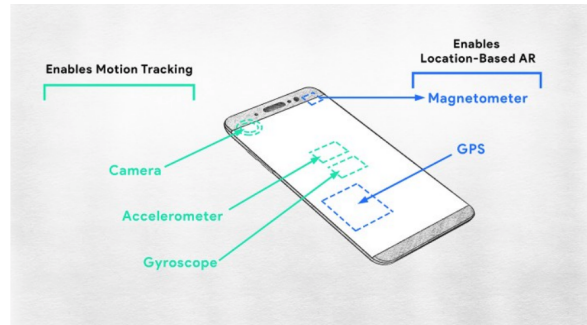 Enables Motion Tracking
Enables
Location-Based AR
Magnetometer
GPS
Camera
Accelerometer
Gyroscope